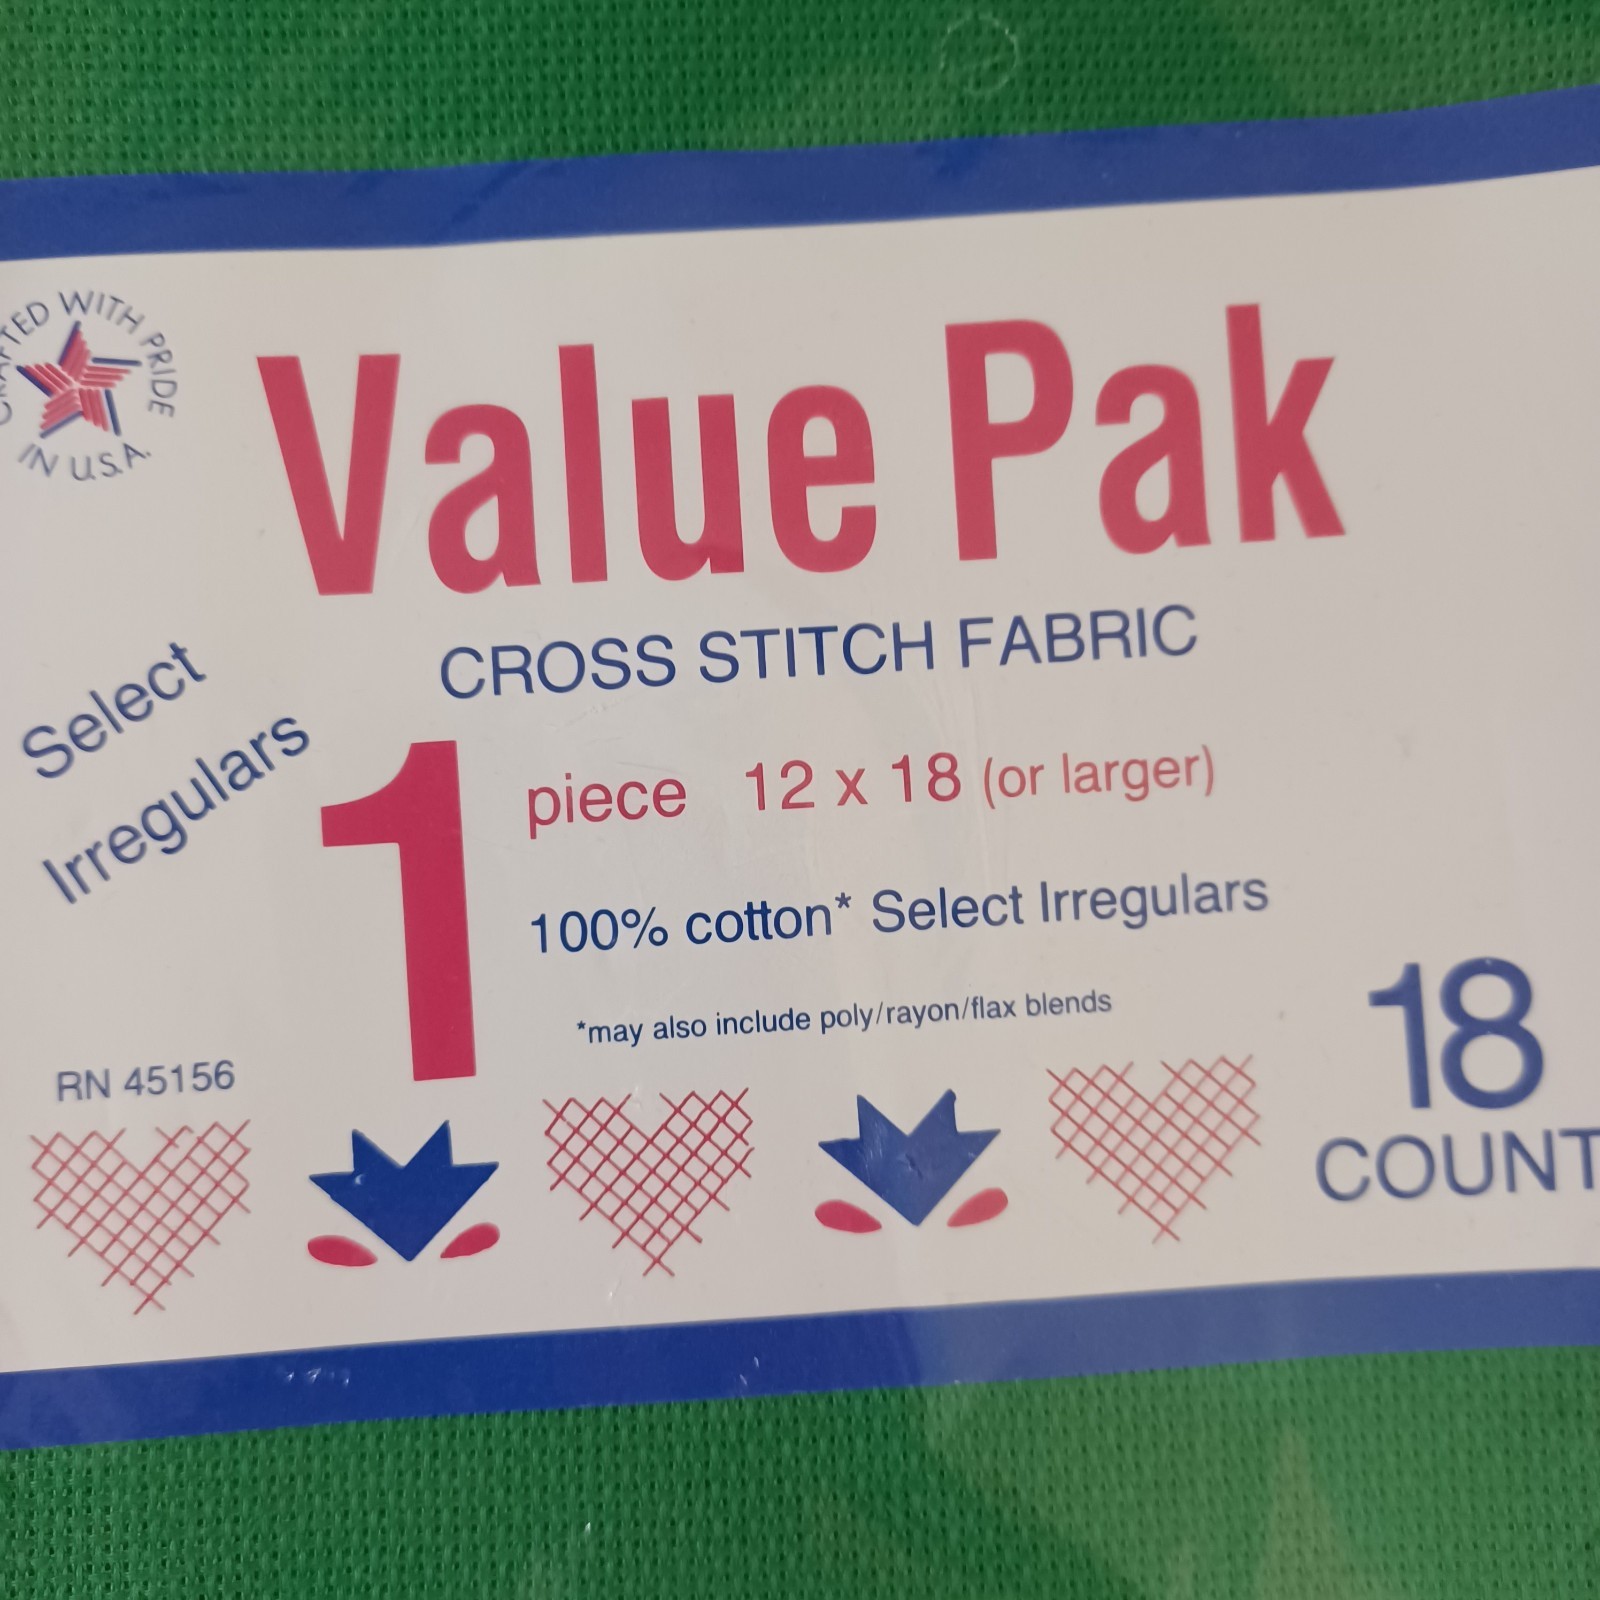 CRAFTED WITH PRIDE
IN U.S.A.
Value Pak
CROSS STITCH FABRIC
Select
Irregulars
1 piece 12 x 18 (or larger)
100% cotton* Select Irregulars
*may also include poly/rayon/flax blends
RN 45156
18
COUNT